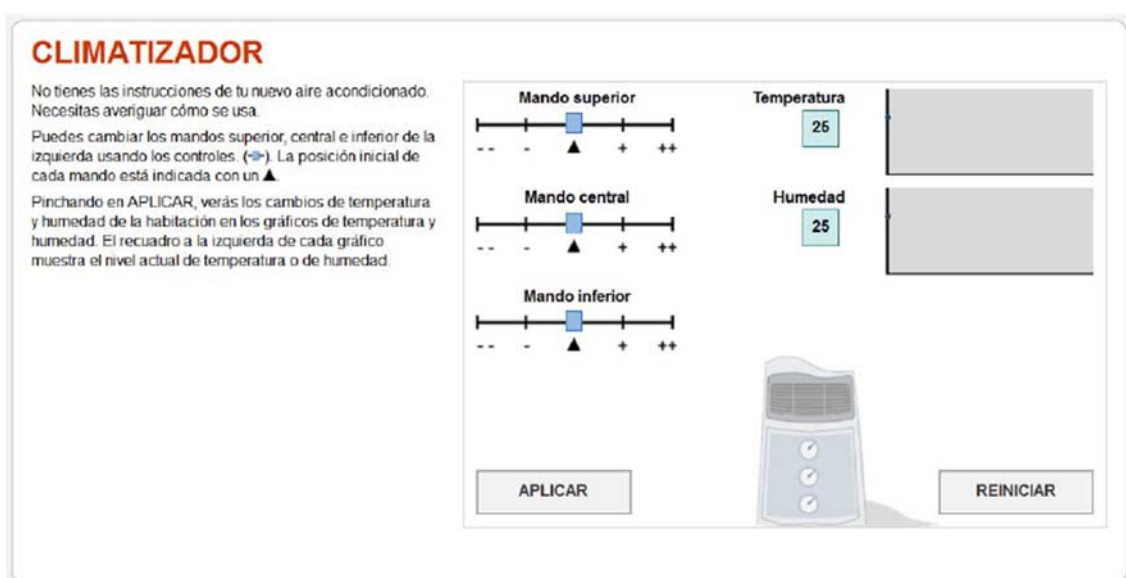 CLIMATIZADOR
No tienes las instrucciones de tu nuevo aire acondicionado.
Necesitas averiguar cómo se usa.
Puedes cambiar los mandos superior, central e inferior de la
izquierda usando los controles. (). La posición inicial de
cada mando está indicada con un ▲.
Pinchando en APLICAR, verás los cambios de temperatura
y humedad de la habitación en los gráficos de temperatura y
humedad. El recuadro a la izquierda de cada gráfico
muestra el nivel actual de temperatura o de humedad.
Mando superior
-- - ▲ + ++
Mando central
-- - ▲ + ++
Mando inferior
-- - ▲ + ++
Temperatura
25
Humedad
25
APLICAR
REINICIAR